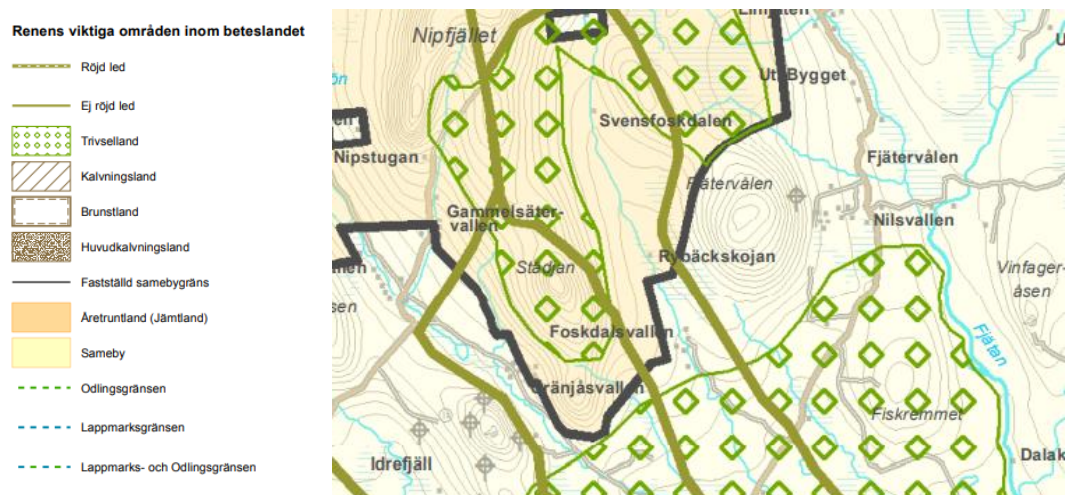 Renens viktiga områden inom beteslandet
Röjd led
Ej röjd led
Trivselland
Kalvningsland
Brunstland
Huvudkalvningsland
Fastställd samebygräns
Åretruntland (Jämtland)
Sameby
Odlingsgränsen
Lappmarksgränsen
Lappmarks- och Odlingsgränsen
Nipfjället
Ut Bygget
Svensfoskdalen
Nipstugan
Fjätervålen
Fjätervålen
Gammelsäter-
vallen
Nilsvallen
Städjan
Rybäckskojan
Vinfager-
åsen
Foskdalsvallen
Fjätan
Gränjåsvallen
Fiskremmet
Idrefjäll
Dalak